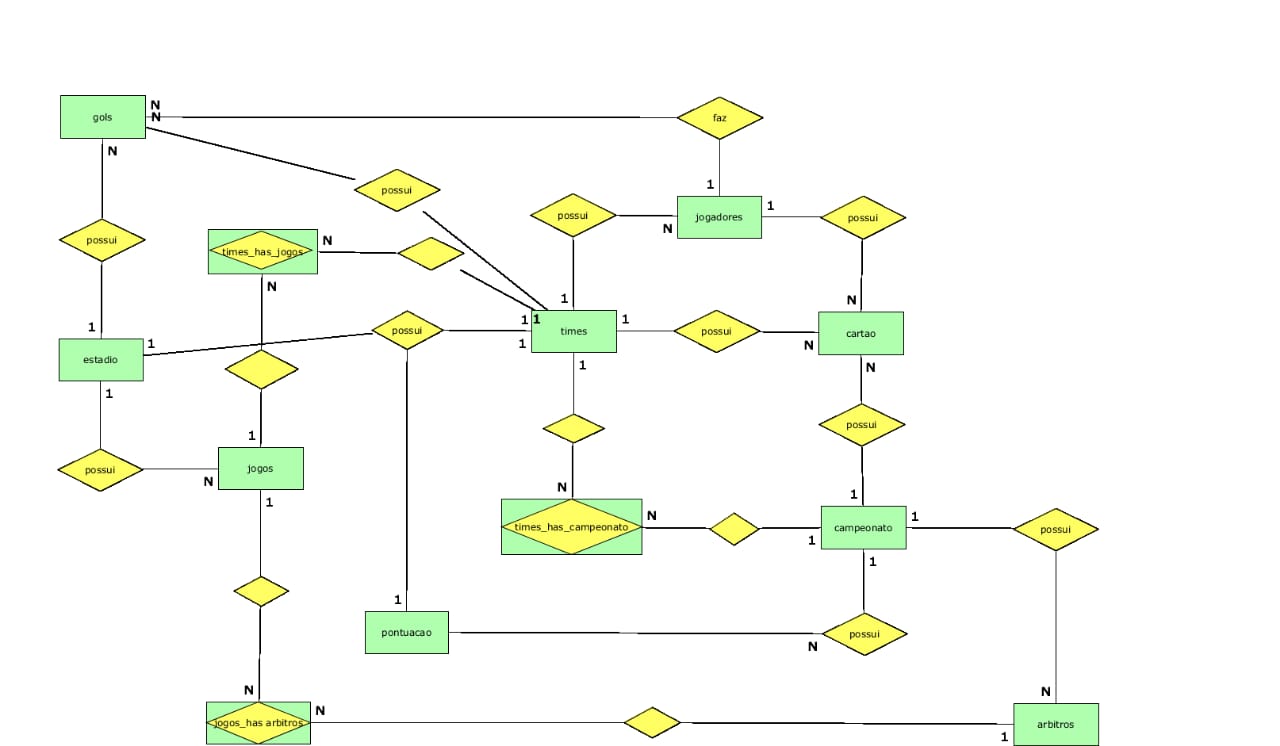 N
gols
N
faz
N
1
possui
possui
1
possui
possui
jogadores
N
possui
times_has_jogos
N
N
1
N
1
1
possui
1 1
times
1
possui
cartao
estadio
1
1
N
N
1
1
1
possui
1
N
possui
jogos
N
N
1
1
times_has_campeonato
N
campeonato
1
possui
1
1
1
pontuacao
possui
N
N
N
jogos_has arbitros
N
arbitros
1